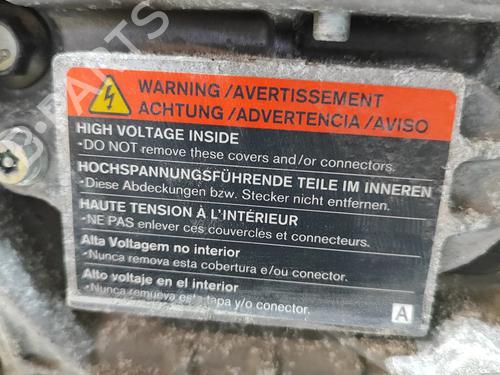 WARNING /AVERTISSEMENT
ACHTUNG /ADVERTENCIA /AVISO
HIGH VOLTAGE INSIDE
•DO NOT remove these covers and/or connectors.
HOCHSPANNUNGSFÜHRENDE TEILE IM INNEREN
•Diese Abdeckungen bzw. Stecker nicht entfernen.
HAUTE TENSION À L'INTÉRIEUR
•NE PAS enlever ces couvercles et connecteurs.
Alta Voltagem no interior
•Nunca remova esta cobertura e/ou conector.
Alto voltaje en el interior
•Nunca remueva esta tapa y/o conector.
A